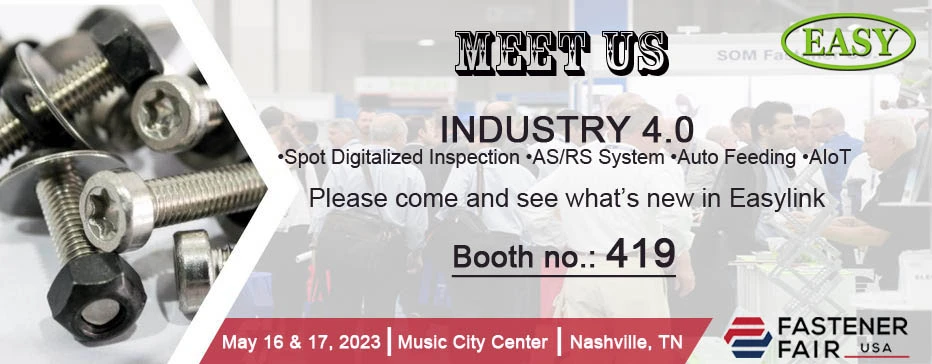 MEET US
EASY
SOM Fastener
INDUSTRY 4.0
•Spot Digitalized Inspection •AS/RS System •Auto Feeding •AIoT
Please come and see what’s new in Easylink
Booth no.: 419
May 16 & 17, 2023 | Music City Center | Nashville, TN
FASTENER
FAIR USA